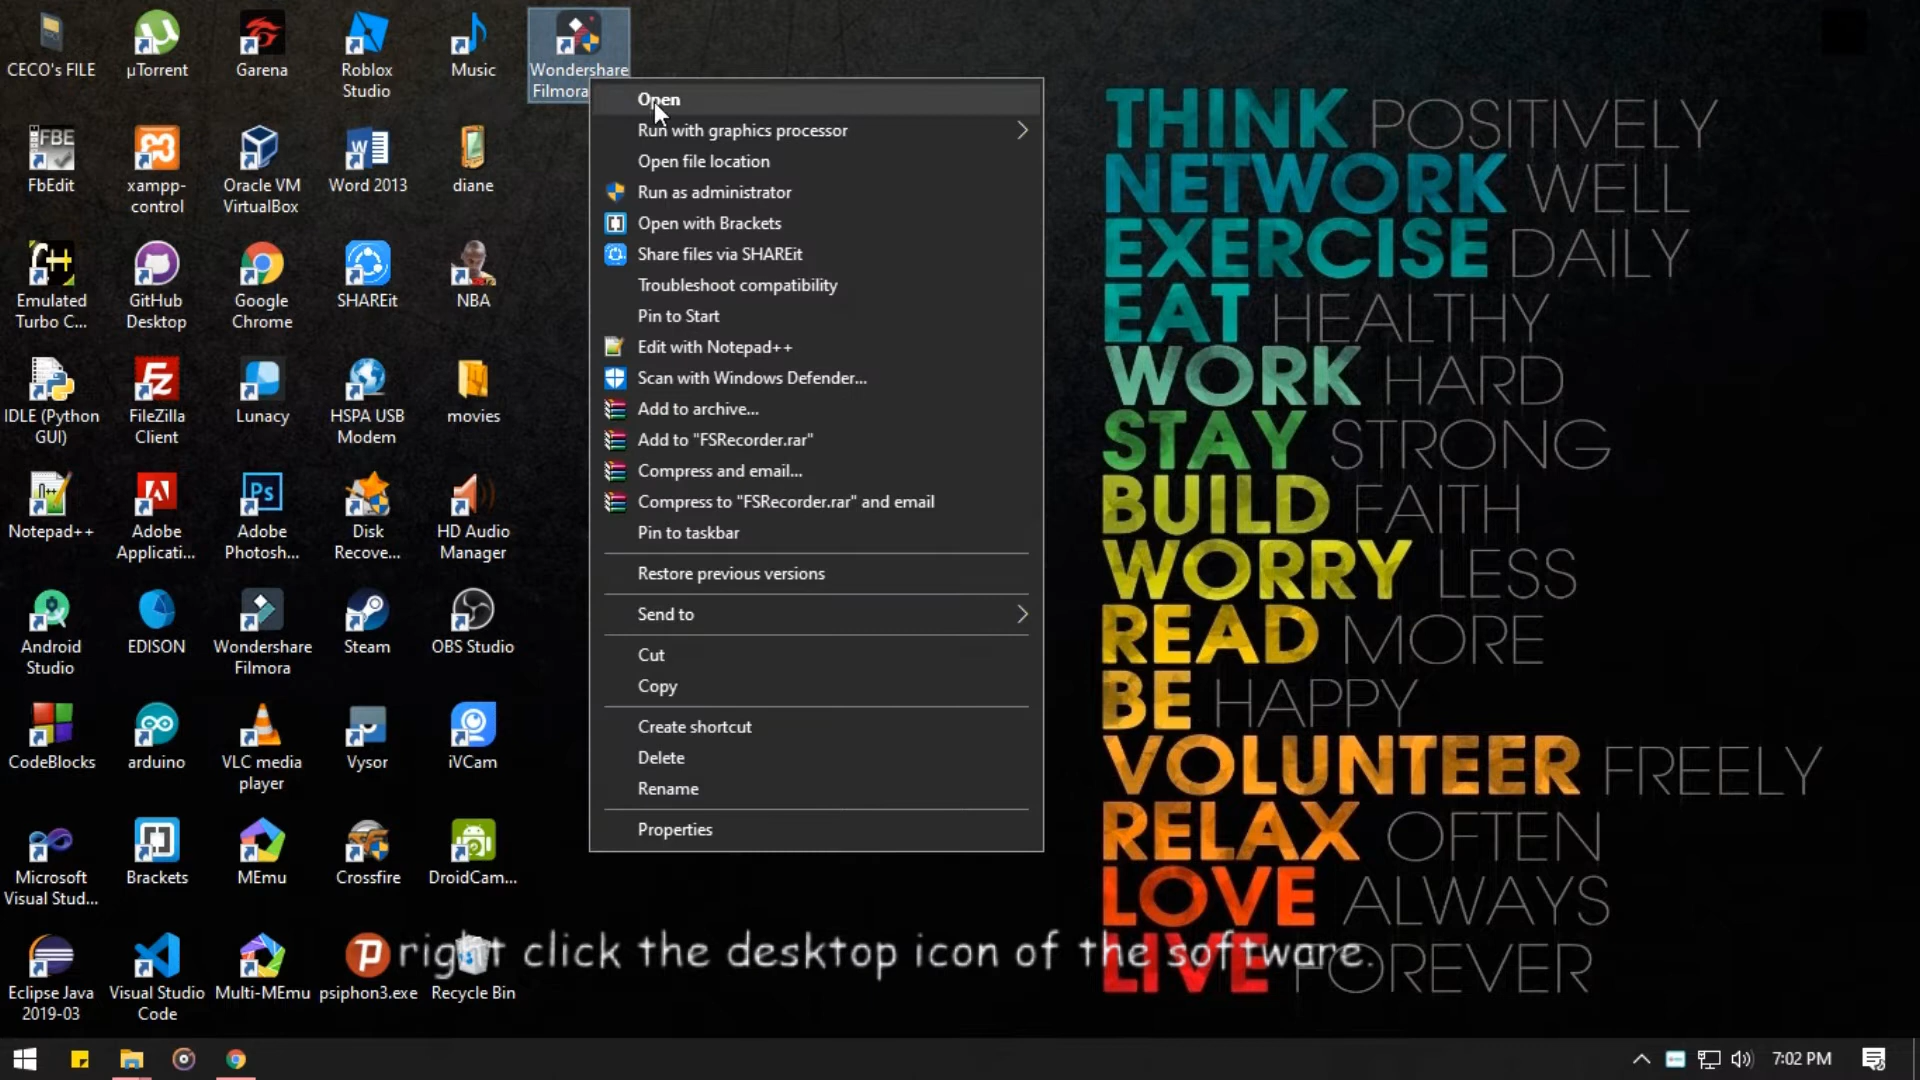 CECO's FILE
µTorrent
Garena
Roblox
Studio
Music
Wondershare
Filmora
FbEdit
xampp-
control
Oracle VM
VirtualBox
Word 2013
diane
Emulated
Turbo C...
GitHub
Desktop
Google
Chrome
SHAREit
NBA
IDLE (Python
GUI)
FileZilla
Client
Lunacy
HSPA USB
Modem
movies
Notepad++
Adobe
Applicati...
Adobe
Photosh...
Disk
Recove...
HD Audio
Manager
Android
Studio
EDISON
Wondershare
Filmora
Steam
OBS Studio
CodeBlocks
arduino
VLC media
player
Vysor
iVCam
Microsoft
Visual Stud...
Brackets
MEmu
Crossfire
DroidCam...
Eclipse Java
2019-03
Visual Studio
Code
Multi-MEmu
psiphon3.exe
Recycle Bin
Open
Run with graphics processor
Open file location
Run as administrator
Open with Brackets
Share files via SHAREit
Troubleshoot compatibility
Pin to Start
Edit with Notepad++
Scan with Windows Defender...
Add to archive...
Add to "FSRecorder.rar"
Compress and email...
Compress to "FSRecorder.rar" and email
Pin to taskbar
Restore previous versions
Send to
Cut
Copy
Create shortcut
Delete
Rename
Properties
THINK POSITIVELY
NETWORK WELL
EXERCISE DAILY
EAT HEALTHY
WORK HARD
STAY STRONG
BUILD FAITH
WORRY LESS
READ MORE
BE HAPPY
VOLUNTEER FREELY
RELAX OFTEN
LOVE ALWAYS
LIVE FOREVER
right click the desktop icon of the software.
7:02 PM